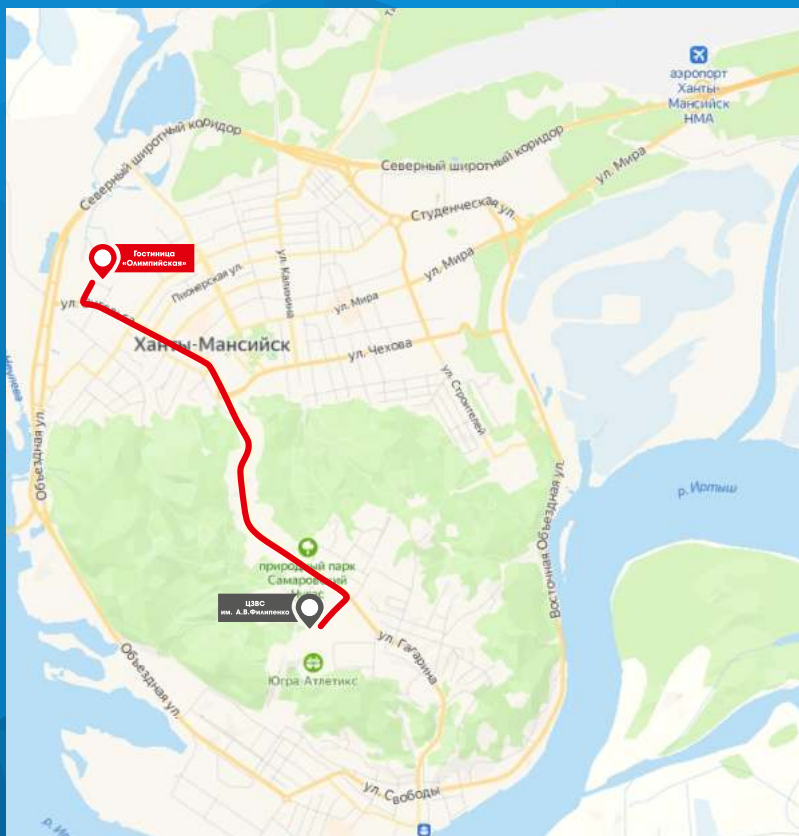 аэропорт
Ханты-
Мансийск
НМА
Северный широтный коридор
Северный широтный коридор
ул. Мира
Студенческая ул.
Гостиница
«Олимпийская»
ул. Мира
ул. Калинина
Пионерская ул.
ул. Мира
ул.
Ханты-Мансийск
ул. Чехова
ул. Строителей
Объездная ул.
р. Иртыш
Восточная Объездная ул.
природный парк
Самаровский
ЦЗВС
им. А.В.Филипенко
ул. Гагарина
Объездная ул.
Югра-Атлетикс
ул. Свободы